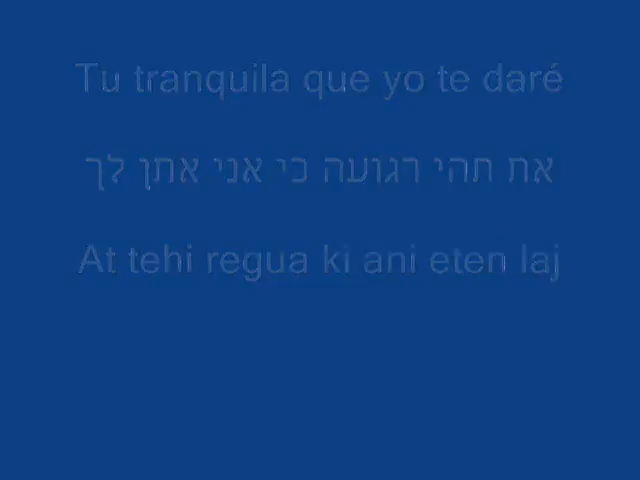 Tu tranquila que yo te daré
את תהי רגועה כי אני אתן לך
At tehi regua ki ani eten laj